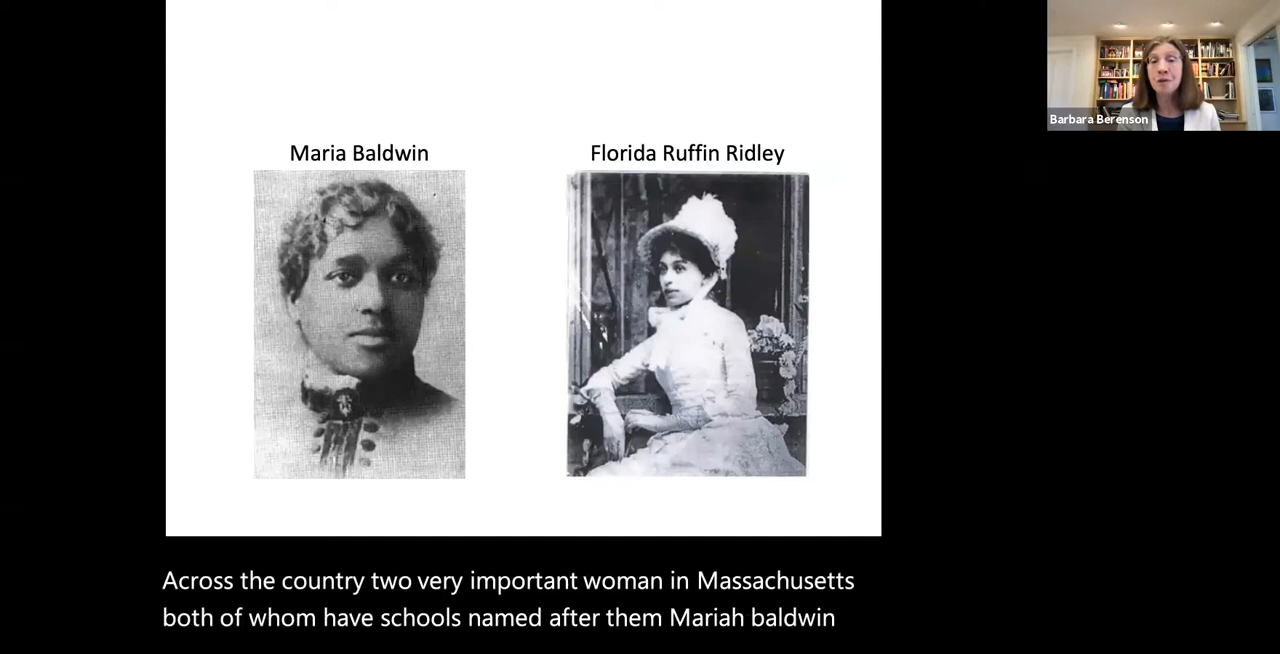 Maria Baldwin
Florida Ruffin Ridley
Barbara Berenson
Across the country two very important woman in Massachusetts
both of whom have schools named after them Mariah baldwin